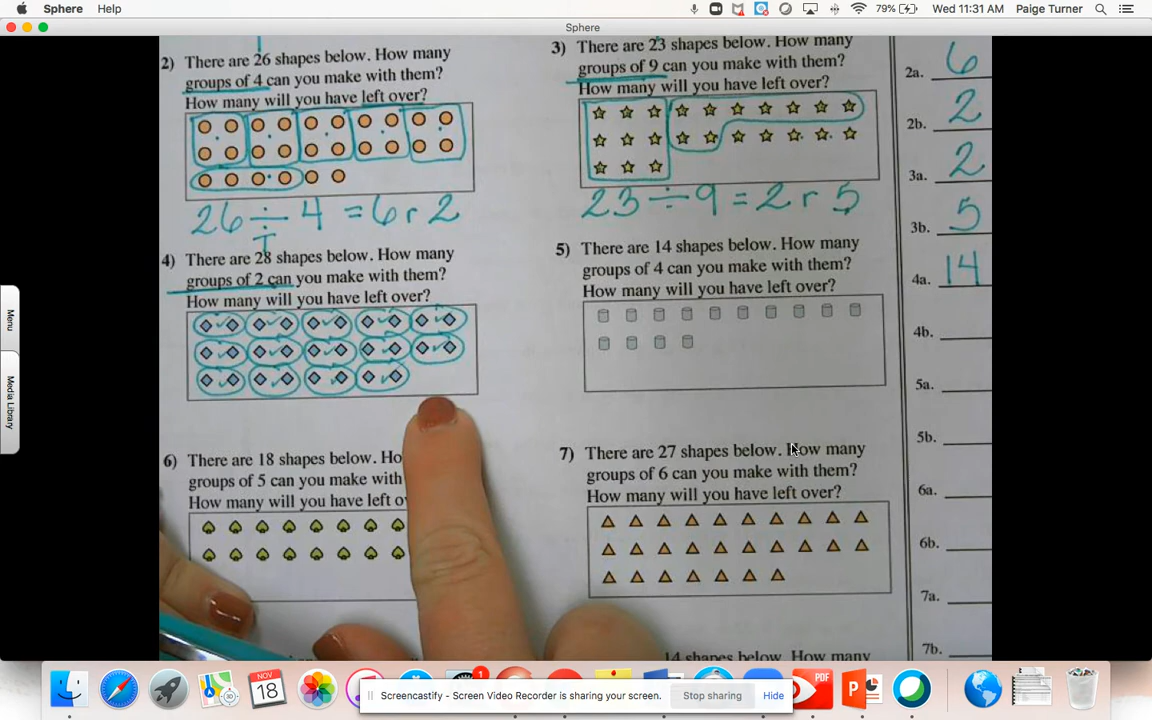 Sphere Help
79% Wed 11:31 AM Paige Turner
Sphere
Menu
Media Library
2) There are 26 shapes below. How many
groups of 4 can you make with them?
How many will you have left over?
26 ÷ 4 = 6 r 2
3) There are 23 shapes below. How many
groups of 9 can you make with them?
How many will you have left over?
23 ÷ 9 = 2 r 5
4) There are 28 shapes below. How many
groups of 2 can you make with them?
How many will you have left over?
5) There are 14 shapes below. How many
groups of 4 can you make with them?
How many will you have left over?
6) There are 18 shapes below. Ho
groups of 5 can you make with
How many will you have left o
7) There are 27 shapes below. How many
groups of 6 can you make with them?
How many will you have left over?
14 shapes below. How many
2a. 6
2b. 2
3a. 2
3b. 5
4a. 14
4b.
5a.
5b.
6a.
6b.
7a.
7b.
NOV
18
1
PDF
P
Screencastify - Screen Video Recorder is sharing your screen.
Stop sharing
Hide